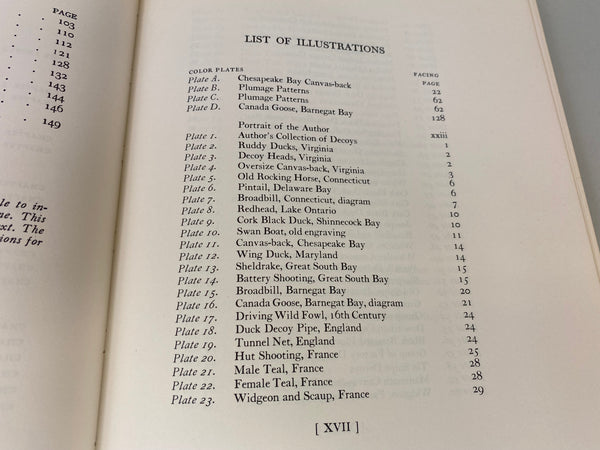 PAGE
. . 103
. . 110
. . 112
. . 121
. . 128
. . 132
. . 143
. . 144
. . 146
. . 149
le to in-
ne. This
xt. The
ions for
LIST OF ILLUSTRATIONS
COLOR PLATES FACING PAGE
Plate A. Chesapeake Bay Canvas-back 22
Plate B. Plumage Patterns 62
Plate C. Plumage Patterns 62
Plate D. Canada Goose, Barnegat Bay 128
Portrait of the Author xxiii
Plate 1. Author's Collection of Decoys 1
Plate 2. Ruddy Ducks, Virginia 2
Plate 3. Decoy Heads, Virginia 2
Plate 4. Oversize Canvas-back, Virginia 3
Plate 5. Old Rocking Horse, Connecticut 6
Plate 6. Pintail, Delaware Bay 6
Plate 7. Broadbill, Connecticut, diagram 7
Plate 8. Redhead, Lake Ontario 10
Plate 9. Cork Black Duck, Shinnecock Bay 10
Plate 10. Swan Boat, old engraving 11
Plate 11. Canvas-back, Chesapeake Bay 14
Plate 12. Wing Duck, Maryland 14
Plate 13. Sheldrake, Great South Bay 15
Plate 14. Battery Shooting, Great South Bay 15
Plate 15. Broadbill, Barnegat Bay 20
Plate 16. Canada Goose, Barnegat Bay, diagram 21
Plate 17. Driving Wild Fowl, 16th Century 24
Plate 18. Duck Decoy Pipe, England 24
Plate 19. Tunnel Net, England 24
Plate 20. Hut Shooting, France 25
Plate 21. Male Teal, France 28
Plate 22. Female Teal, France 28
Plate 23. Widgeon and Scaup, France 29
[ XVII ]